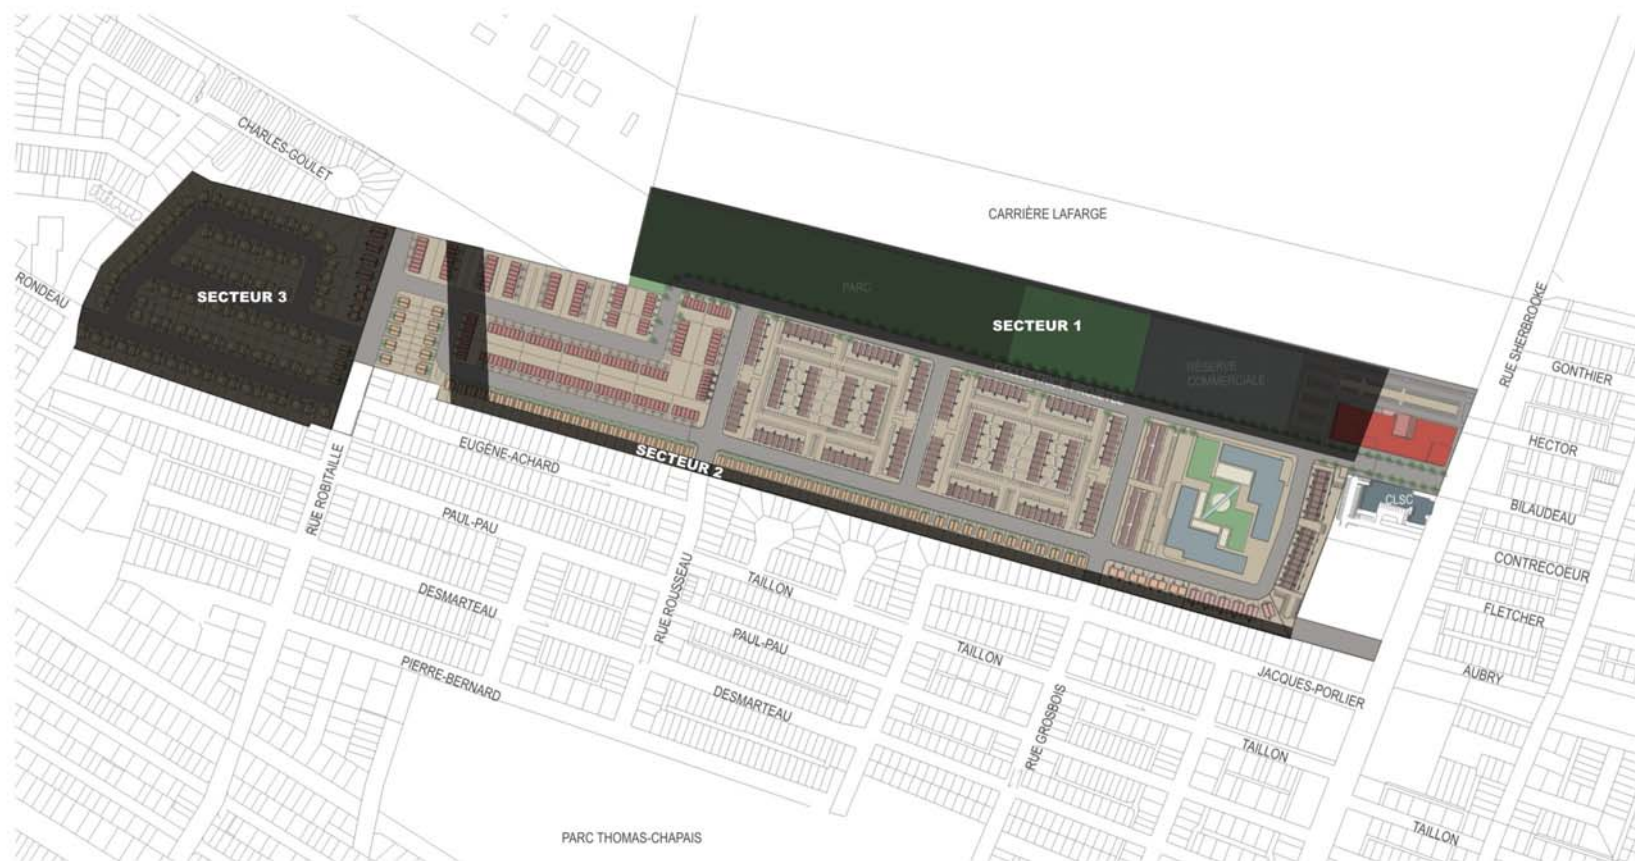 CHARLES-GOULET
CARRIÈRE LAFARGE
RONDEAU
SECTEUR 3
PARC
SECTEUR 1
RUE SHERBROOKE
RÉSERVE
COMMERCIALE
GONTHIER
HECTOR
EUGÈNE-ACHARD
SECTEUR 2
RUE ROBITAILLE
CLSC
BILAUDEAU
PAUL-PAU
CONTRECOEUR
TAILLON
RUE ROUSSEAU
DESMARTEAU
FLETCHER
PAUL-PAU
TAILLON
AUBRY
PIERRE-BERNARD
JACQUES-PORLIER
DESMARTEAU
RUE GROSBOIS
TAILLON
PARC THOMAS-CHAPAIS
TAILLON